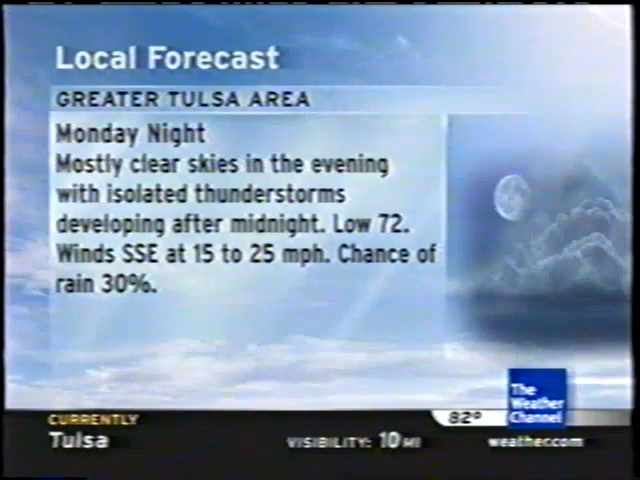 Local Forecast
GREATER TULSA AREA
Monday Night
Mostly clear skies in the evening
with isolated thunderstorms
developing after midnight. Low 72.
Winds SSE at 15 to 25 mph. Chance of
rain 30%.
The
Weather
Channel
CURRENTLY
82°
Tulsa
VISIBILITY: 10 MI
weather.com